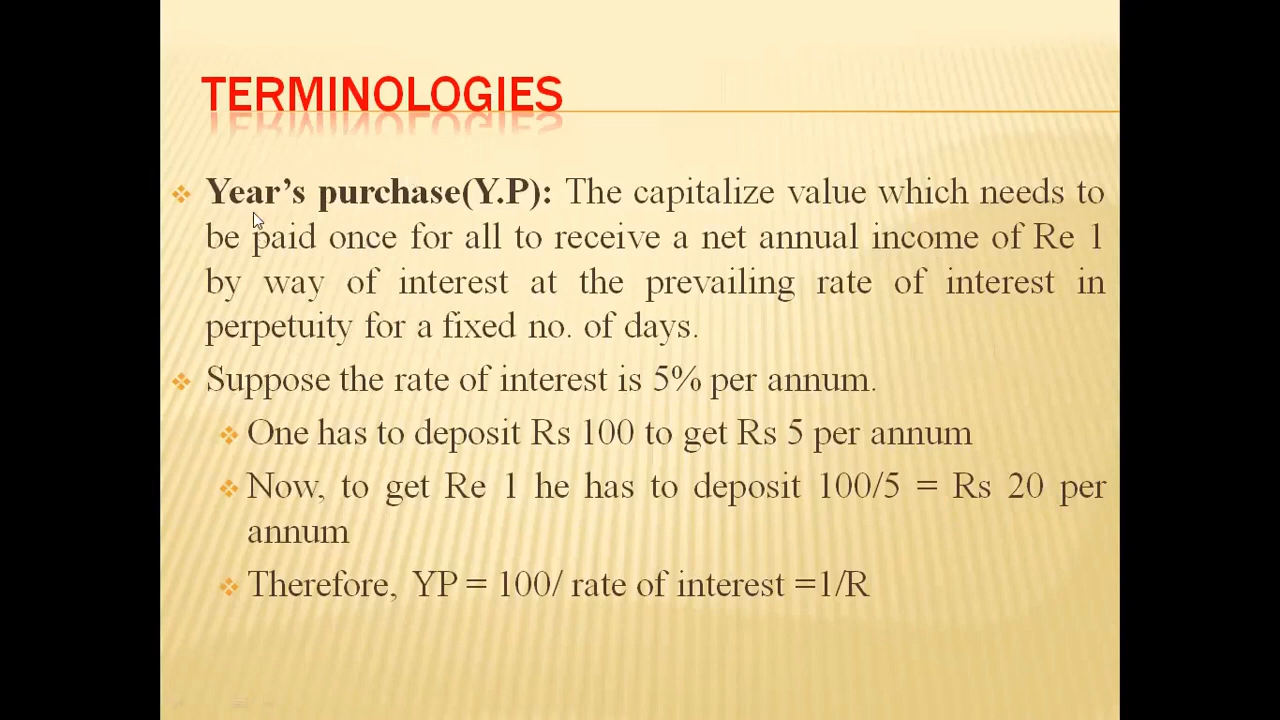 TERMINOLOGIES
Year’s purchase(Y.P): The capitalize value which needs to
be paid once for all to receive a net annual income of Re 1
by way of interest at the prevailing rate of interest in
perpetuity for a fixed no. of days.
Suppose the rate of interest is 5% per annum.
One has to deposit Rs 100 to get Rs 5 per annum
Now, to get Re 1 he has to deposit 100/5 = Rs 20 per
annum
Therefore, YP = 100/ rate of interest =1/R